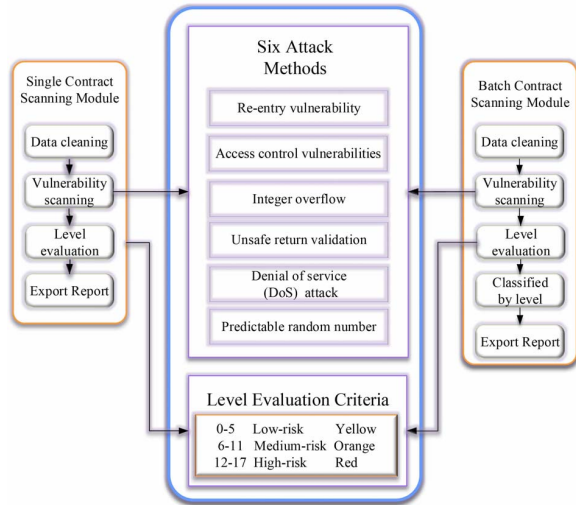 Single Contract
Scanning Module
Data cleaning
Vulnerability
scanning
Level
evaluation
Export Report
Six Attack
Methods
Re-entry vulnerability
Access control vulnerabilities
Integer overflow
Unsafe return validation
Denial of service
(DoS) attack
Predictable random number
Level Evaluation Criteria
0-5 Low-risk Yellow
6-11 Medium-risk Orange
12-17 High-risk Red
Batch Contract
Scanning Module
Data cleaning
Vulnerability
scanning
Level
evaluation
Classified
by level
Export Report